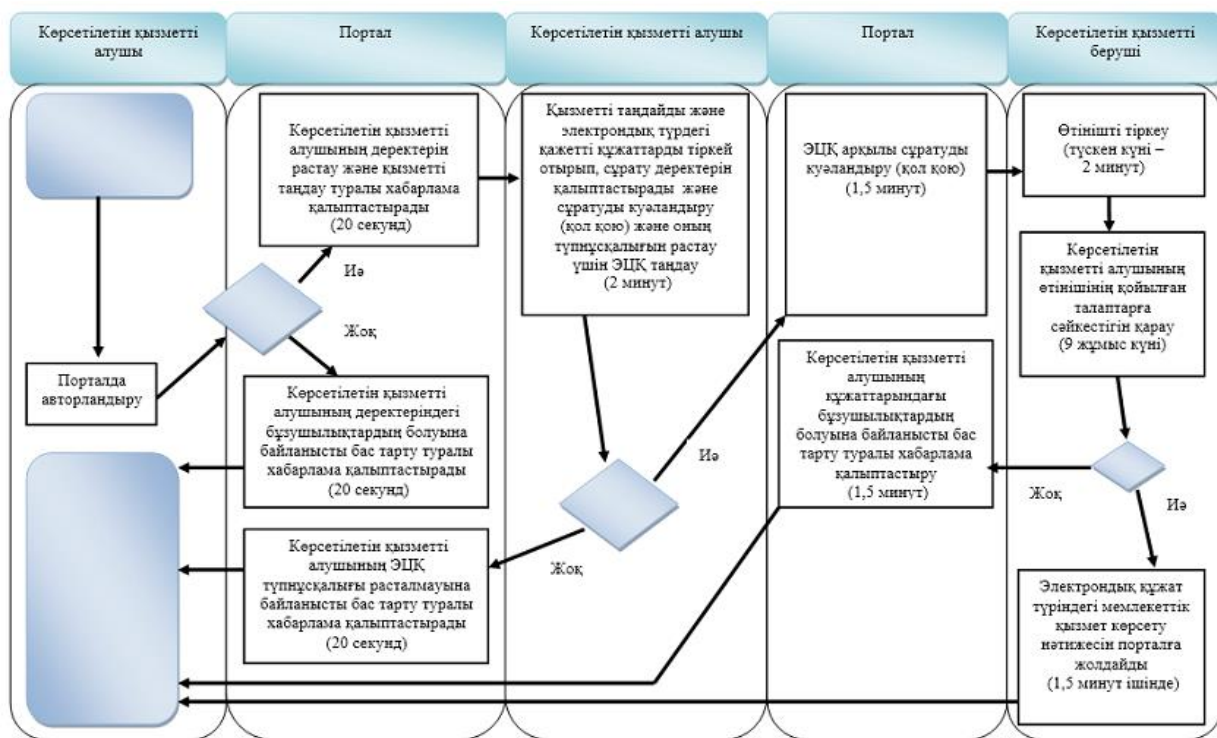 Көрсетілетін қызметті
алушы
Портал
Көрсетілетін қызметті алушы
Портал
Көрсетілетін қызметті
беруші
Порталда
авторландыру
Көрсетілетін қызметті
алушының деректерін
растау және қызметті
таңдау туралы хабарлама
қалыптастырады
(20 секунд)
Иә
Жоқ
Көрсетілетін қызметті
алушының деректеріндегі
бұзушылықтардың болуына
байланысты бас тарту туралы
хабарлама қалыптастырады
(20 секунд)
Көрсетілетін қызметті
алушының ЭЦҚ
түпнұсқалығы расталмауына
байланысты бас тарту туралы
хабарлама қалыптастырады
(20 секунд)
Қызметті таңдайды және
электрондық түрдегі
қажетті құжаттарды тіркей
отырып, сұрату деректерін
қалыптастырады және
сұратуды куәландыру
(қол қою) және оның
түпнұсқалығын растау
үшін ЭЦҚ таңдау
(2 минут)
Иә
Жоқ
ЭЦҚ арқылы сұратуды
куәландыру (қол қою)
(1,5 минут)
Көрсетілетін қызметті
алушының
құжаттарындағы
бұзушылықтардың
болуына байланысты бас
тарту туралы хабарлама
қалыптастыру
(1,5 минут)
Өтінішті тіркеу
(түскен күні –
2 минут)
Көрсетілетін
қызметті алушының
өтінішінің қойылған
талаптарға
сәйкестігін қарау
(9 жұмыс күні)
Жоқ
Иә
Электрондық құжат
түріндегі мемлекеттік
қызмет көрсету
нәтижесін порталға
жолдайды
(1,5 минут ішінде)